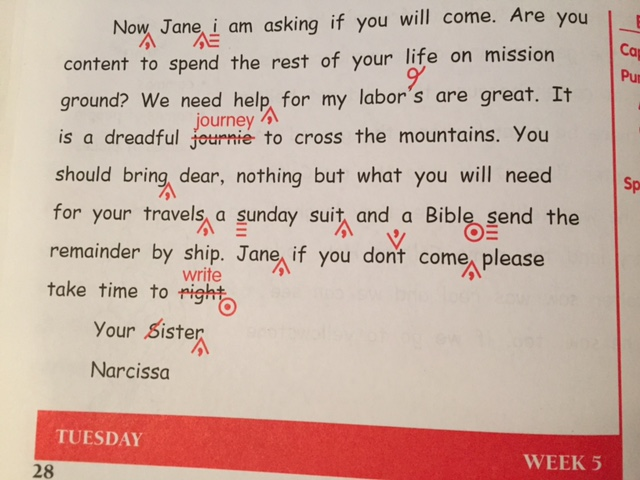 Now Jane i am asking if you will come. Are you
content to spend the rest of your life on mission
ground? We need help for my labor's are great. It
journey
is a dreadful journie to cross the mountains. You
should bring dear, nothing but what you will need
for your travels a sunday suit and a Bible send the
remainder by ship. Jane if you dont come please
write
take time to right
Your Sister
Narcissa
TUESDAY
WEEK 5
28
Cap
Sp